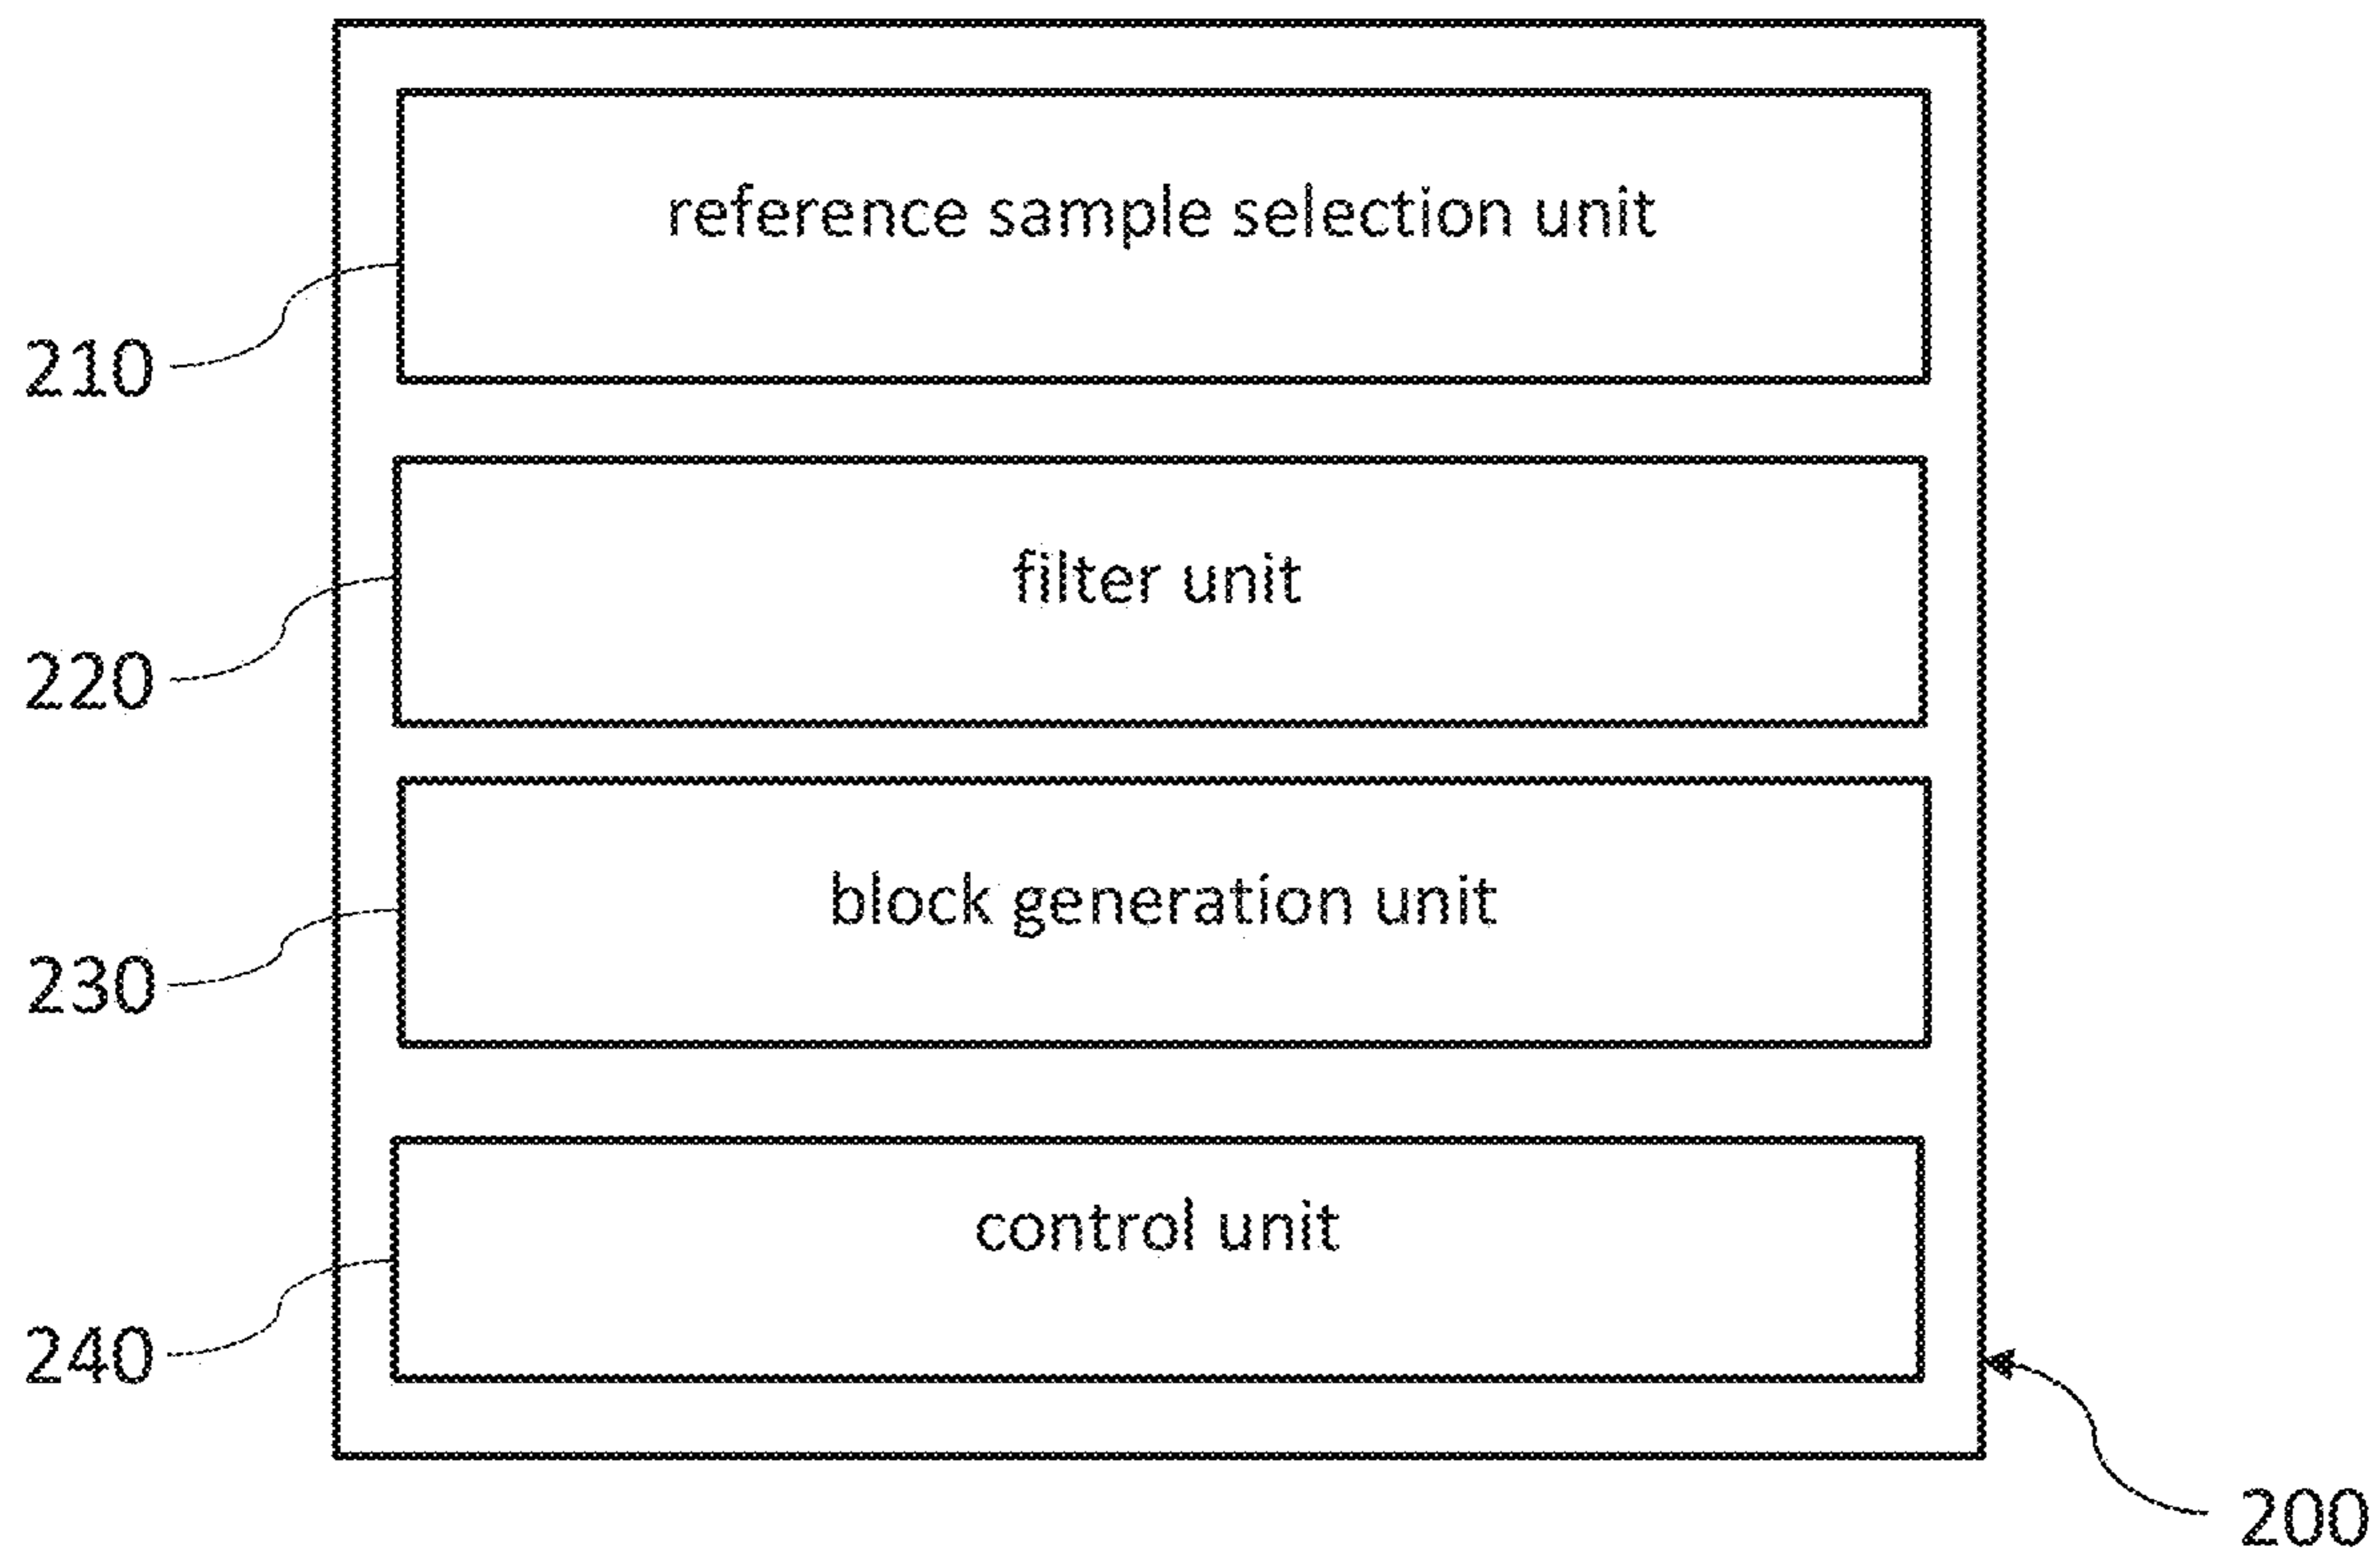 reference sample selection unit
210
filter unit
220
block generation unit
230
control unit
240
200